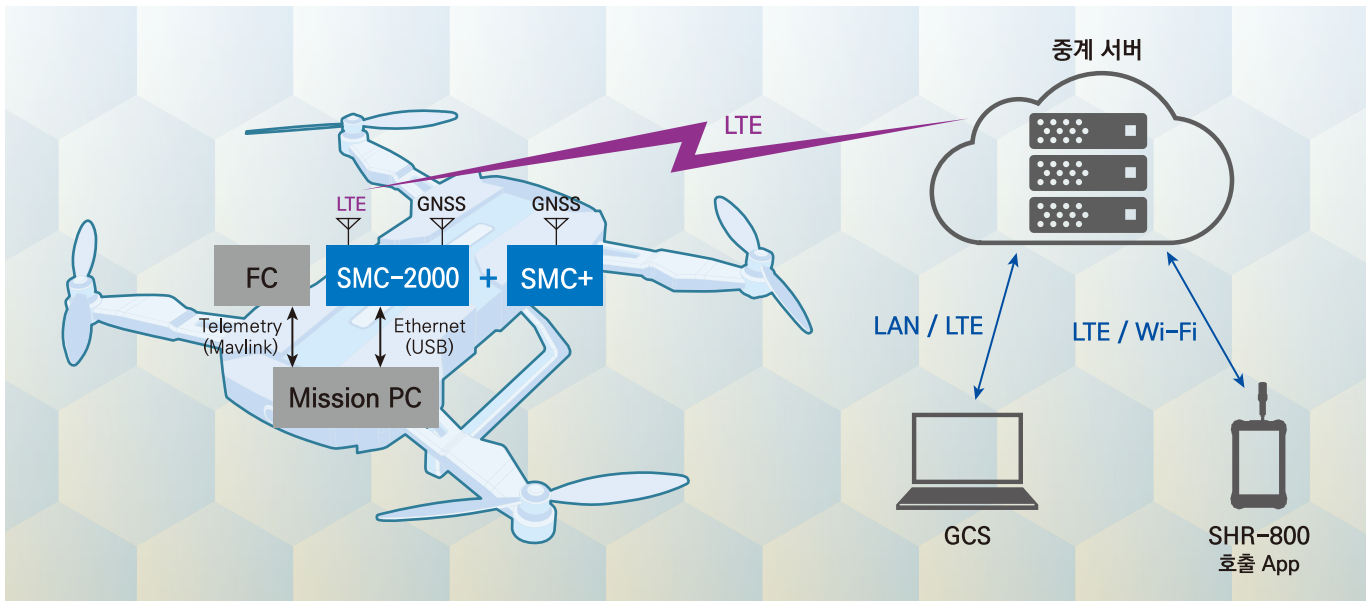 중계 서버
LTE
LTE
GNSS
GNSS
FC
SMC-2000
+
SMC+
Telemetry
(Mavlink)
Ethernet
(USB)
Mission PC
LAN / LTE
LTE / Wi-Fi
GCS
SHR-800
호출 App